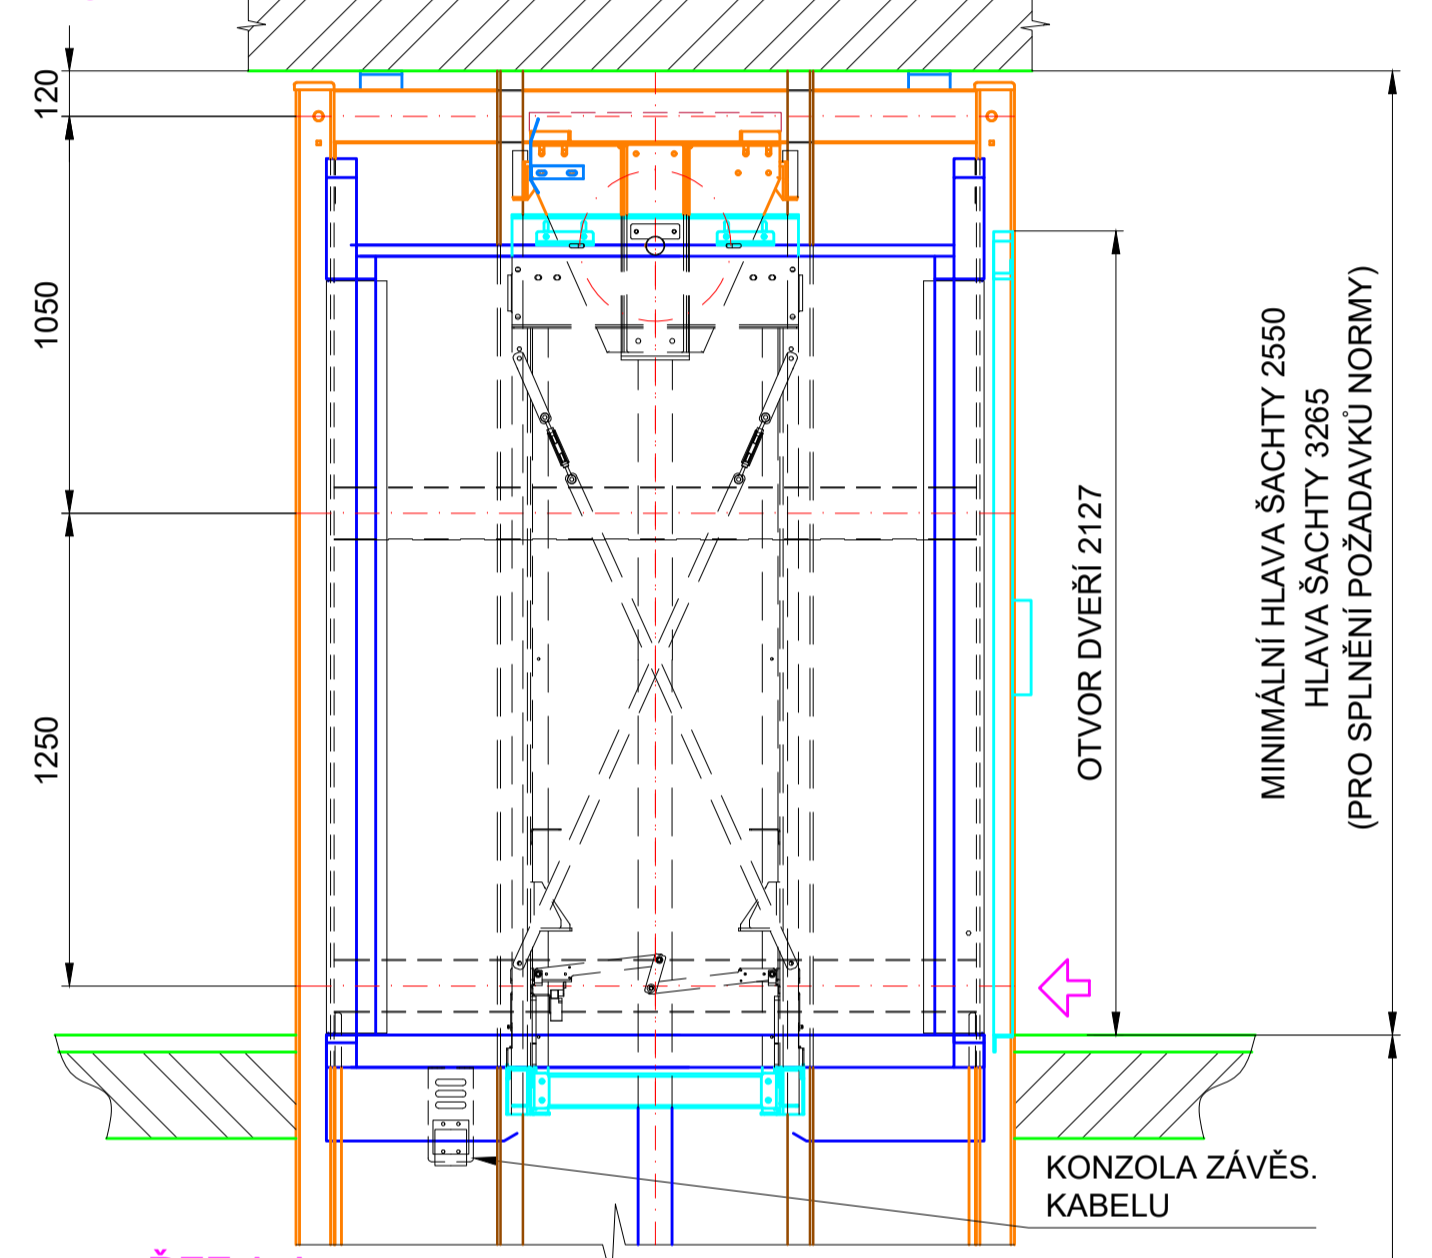 120
1050
1250
OTVOR DVEŘÍ 2127
MINIMÁLNÍ HLAVA ŠACHTY 2550
HLAVA ŠACHTY 3265
(PRO SPLNĚNÍ POŽADAVKŮ NORMY)
KONZOLA ZÁVĚS.
KABELU